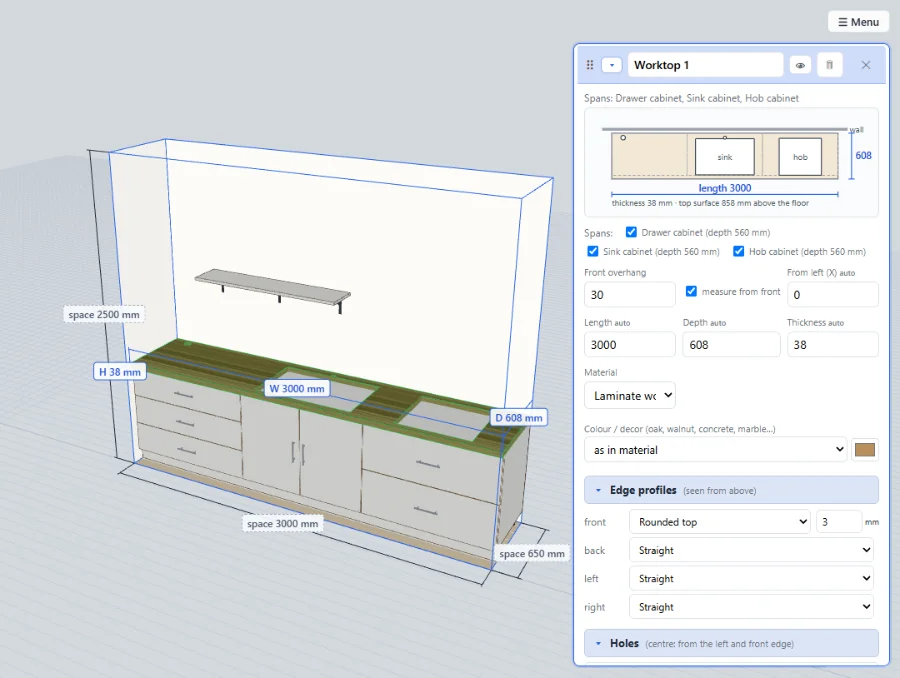 ☰ Menu
Worktop 1
Spans: Drawer cabinet, Sink cabinet, Hob cabinet
wall
sink
hob
608
length 3000
thickness 38 mm · top surface 858 mm above the floor
Spans: Drawer cabinet (depth 560 mm)
Sink cabinet (depth 560 mm) Hob cabinet (depth 560 mm)
Front overhang From left (X) auto
30 measure from front 0
Length auto Depth auto Thickness auto
3000 608 38
Material
Laminate wo
Colour / decor (oak, walnut, concrete, marble...)
as in material
Edge profiles (seen from above)
front Rounded top 3 mm
back Straight
left Straight
right Straight
Holes (centre: from the left and front edge)
space 2500 mm
H 38 mm
W 3000 mm
D 608 mm
space 3000 mm
space 650 mm